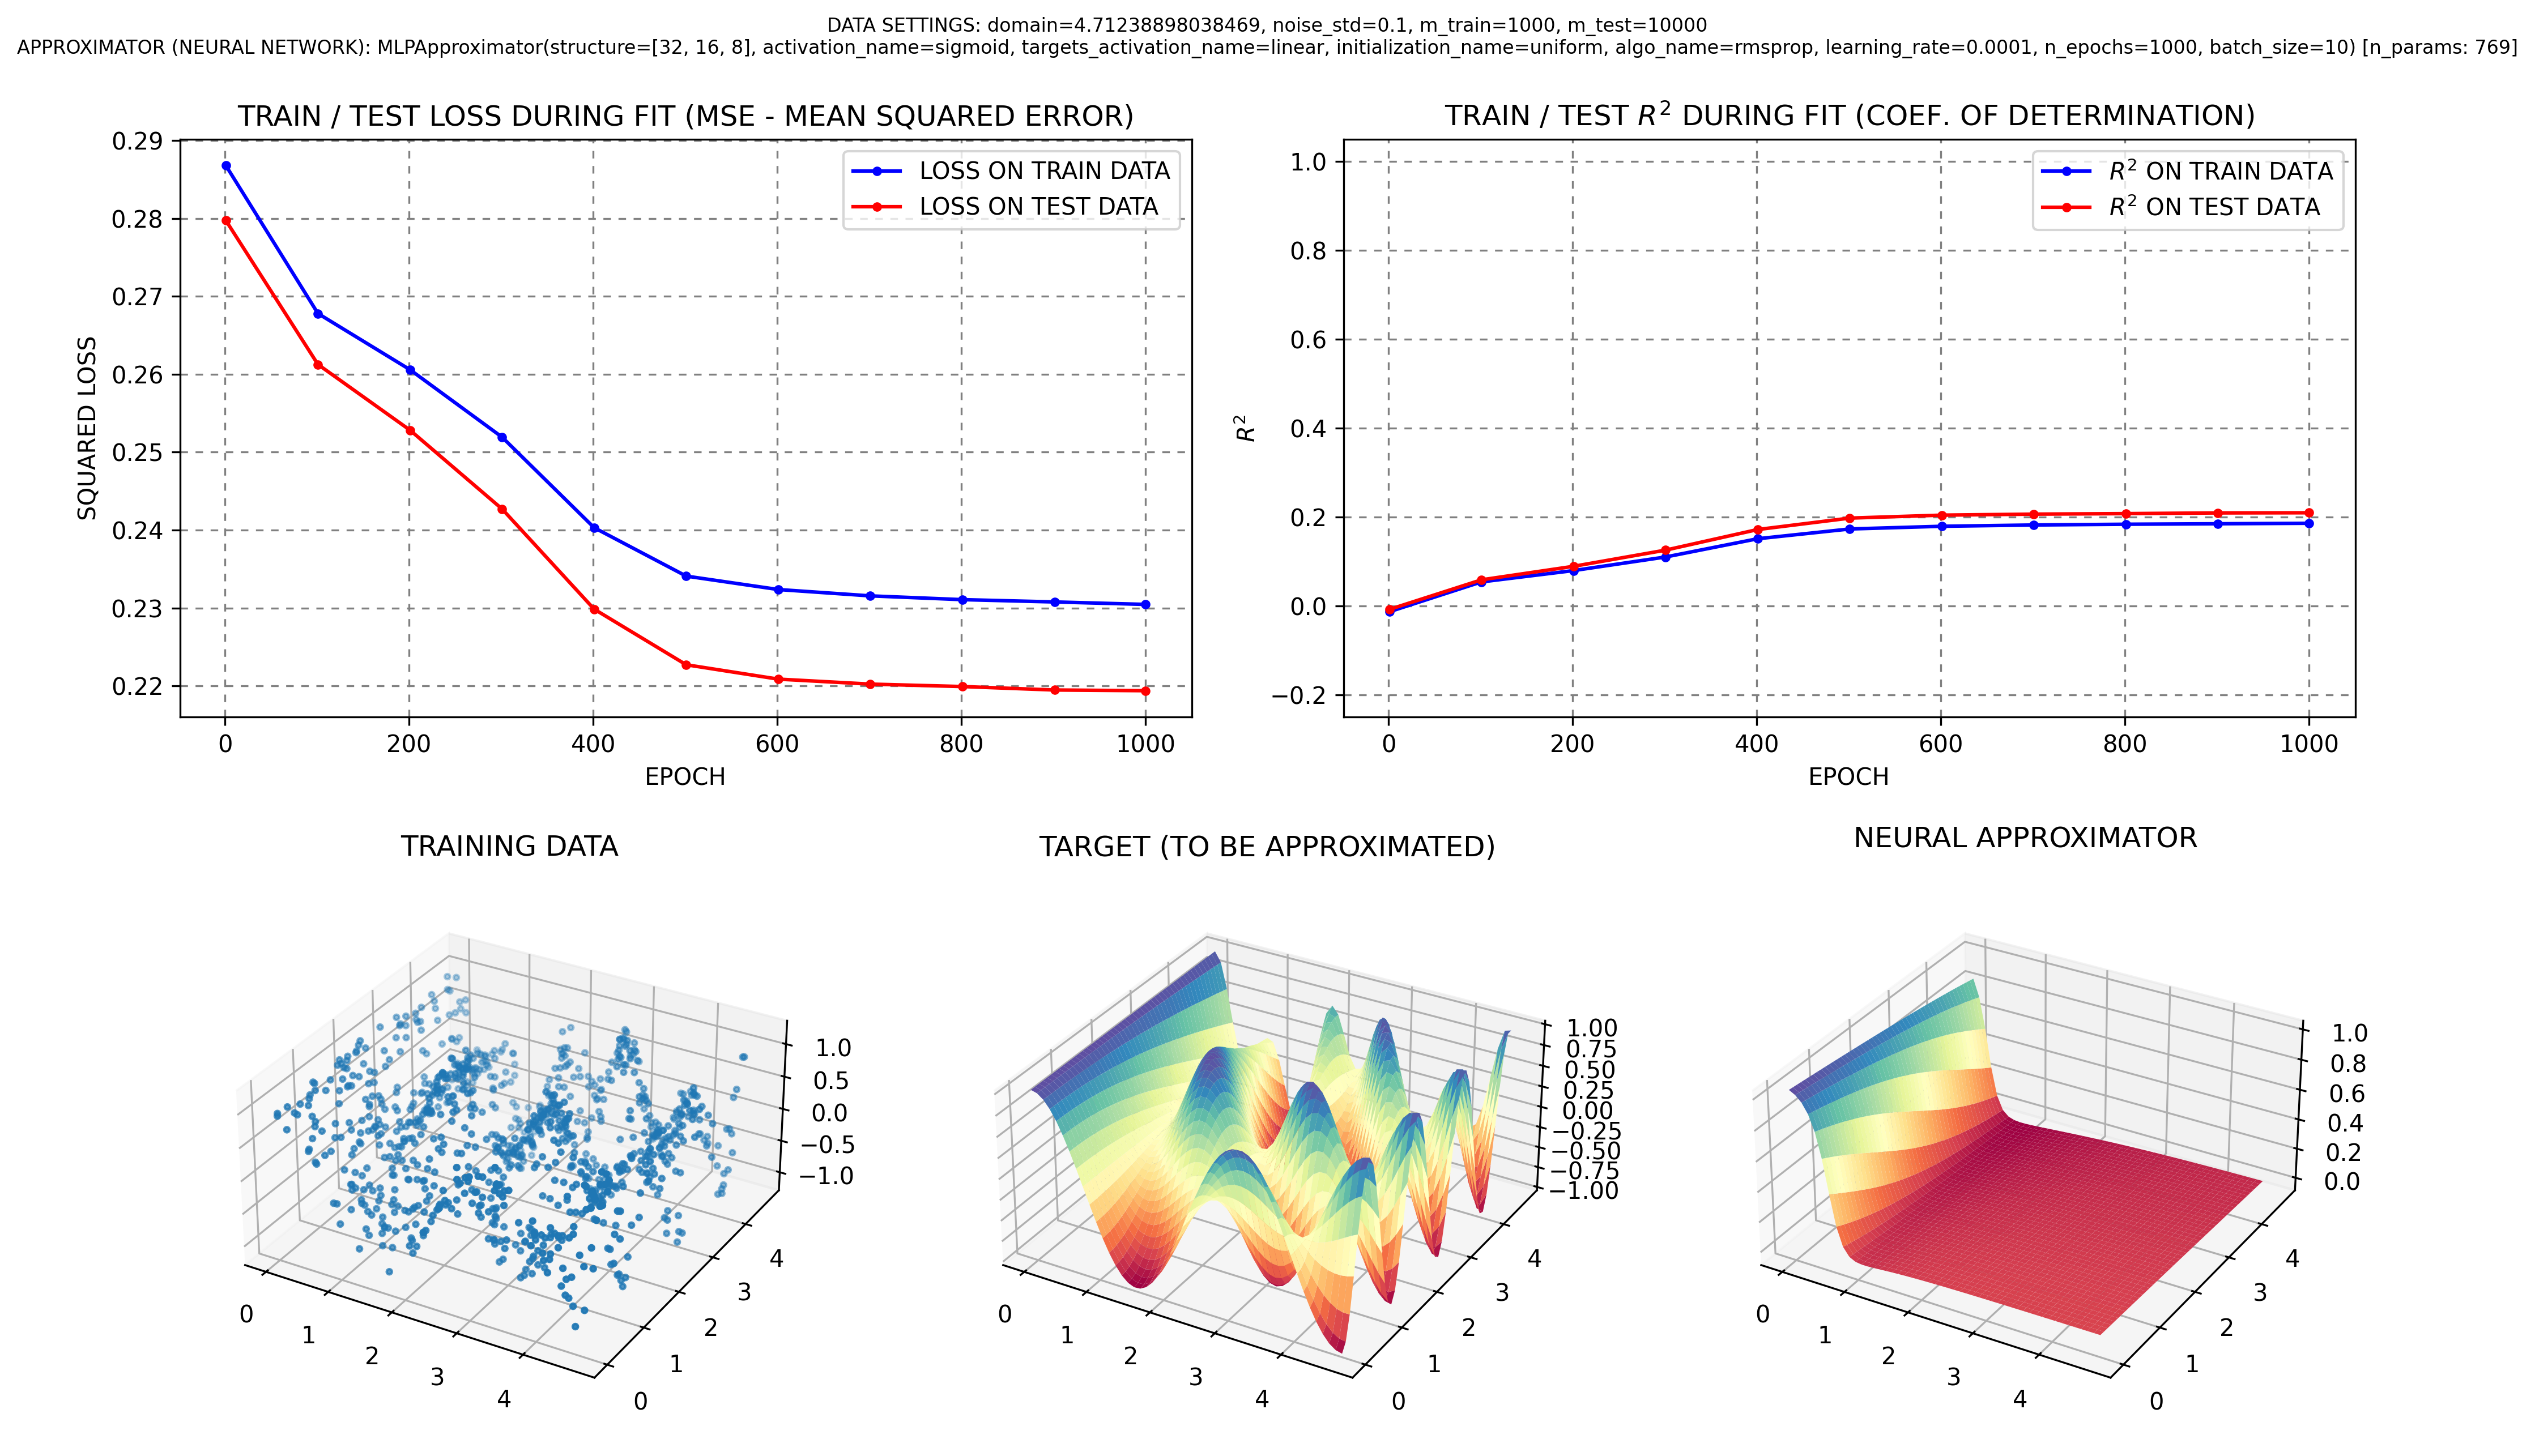 DATA SETTINGS: domain=4.71238898038469, noise_std=0.1, m_train=1000, m_test=10000
APPROXIMATOR (NEURAL NETWORK): MLPApproximator(structure=[32, 16, 8], activation_name=sigmoid, targets_activation_name=linear, initialization_name=uniform, algo_name=rmsprop, learning_rate=0.0001, n_epochs=1000, batch_size=10) [n_params: 769]
TRAIN / TEST LOSS DURING FIT (MSE - MEAN SQUARED ERROR)
0.29
0.28
0.27
0.26
0.25
0.24
0.23
0.22
SQUARED LOSS
LOSS ON TRAIN DATA
LOSS ON TEST DATA
0 200 400 600 800 1000
EPOCH
TRAIN / TEST R² DURING FIT (COEF. OF DETERMINATION)
1.0
0.8
0.6
0.4
0.2
0.0
−0.2
R²
R² ON TRAIN DATA
R² ON TEST DATA
0 200 400 600 800 1000
EPOCH
TRAINING DATA
1.0
0.5
0.0
−0.5
−1.0
0 1 2 3 4
0 1 2 3 4
TARGET (TO BE APPROXIMATED)
1.00
0.75
0.50
0.25
0.00
−0.25
−0.50
−0.75
−1.00
0 1 2 3 4
0 1 2 3 4
NEURAL APPROXIMATOR
1.0
0.8
0.6
0.4
0.2
0.0
0 1 2 3 4
0 1 2 3 4